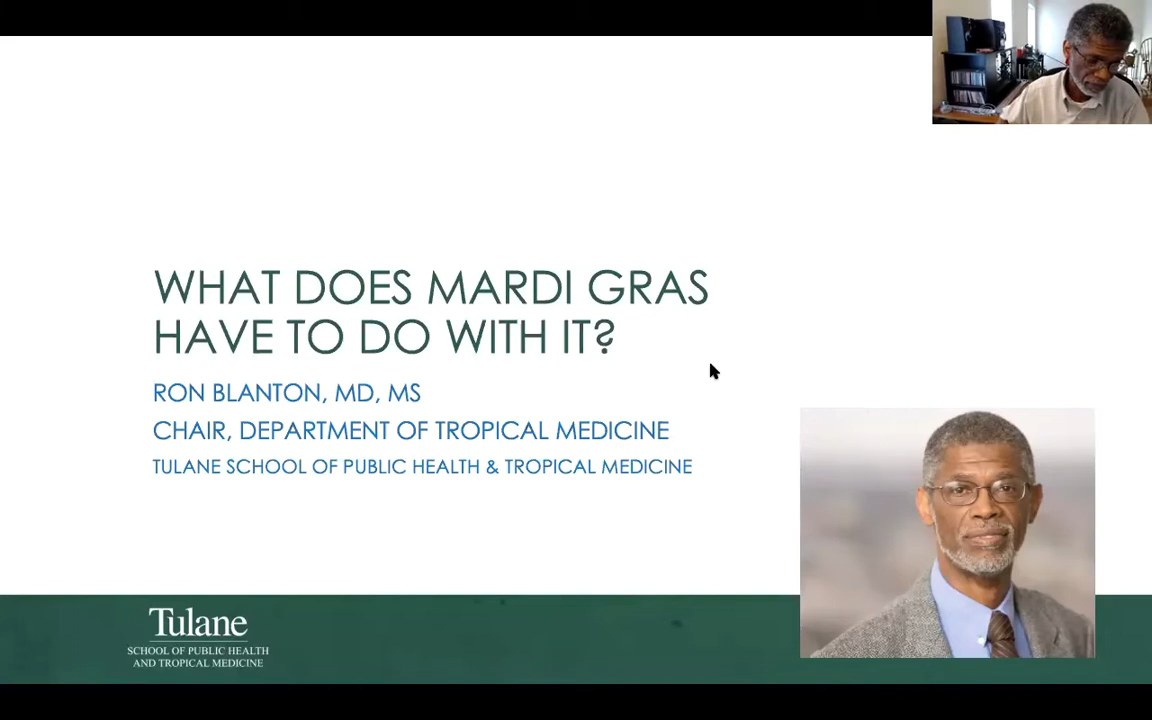 WHAT DOES MARDI GRAS
HAVE TO DO WITH IT?
RON BLANTON, MD, MS
CHAIR, DEPARTMENT OF TROPICAL MEDICINE
TULANE SCHOOL OF PUBLIC HEALTH & TROPICAL MEDICINE
Tulane
SCHOOL OF PUBLIC HEALTH
AND TROPICAL MEDICINE